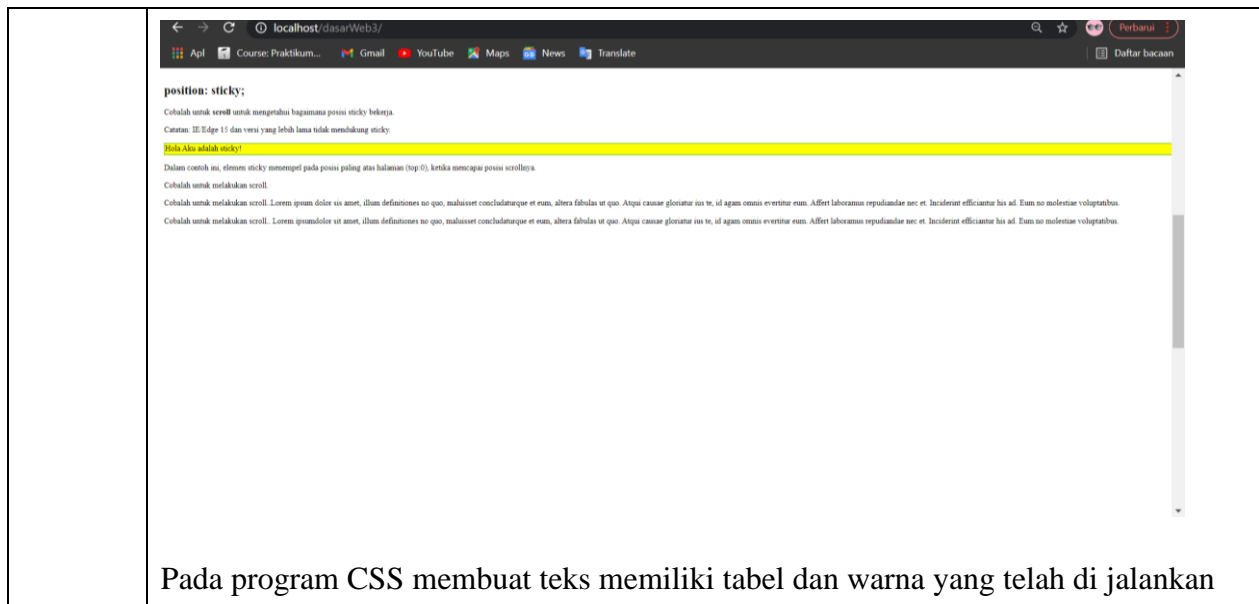 localhost/dasarWeb3/
Perbarui
Apl Course: Praktikum... Gmail YouTube Maps News Translate Daftar bacaan
position: sticky;
Cobalah untuk scroll untuk mengetahui bagaimana posisi sticky bekerja.
Catatan: IE/Edge 15 dan versi yang lebih lama tidak mendukung sticky.
Hola Aku adalah sticky!
Dalam contoh ini, elemen sticky menempel pada posisi paling atas halaman (top:0), ketika mencapai posisi scrollnya.
Cobalah untuk melakukan scroll.
Cobalah untuk melakukan scroll..Lorem ipsum dolor sis amet, illum definitiones no quo, maluisset concludaturque et eum, altera fabulas ut quo. Atqui causae gloriatur ius te, id agam omnis evertitur eum. Affert laboramus repudiandae nec et. Inciderint efficiantur his ad. Eum no molestiae voluptatibus.
Cobalah untuk melakukan scroll.. Lorem ipsumdolor sit amet, illum definitiones no quo, maluisset concludaturque et eum, altera fabulas ut quo. Atqui causae gloriatur ius te, id agam omnis evertitur eum. Affert laboramus repudiandae nec et. Inciderint efficiantur his ad. Eum no molestiae voluptatibus.
Pada program CSS membuat teks memiliki tabel dan warna yang telah di jalankan